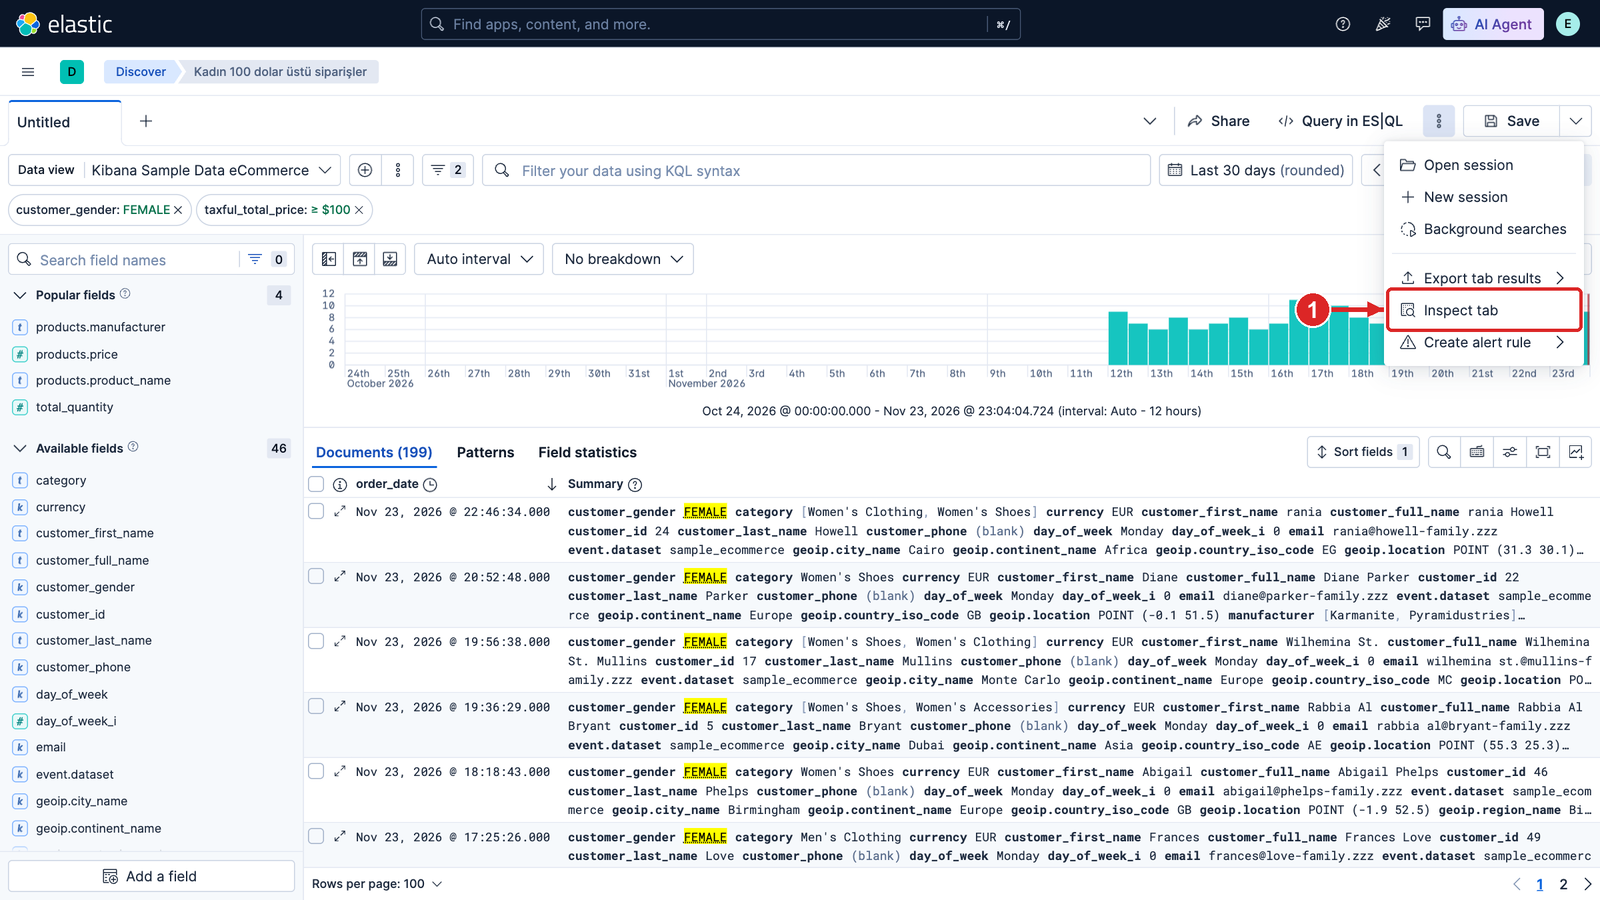 elastic
Find apps, content, and more.
⌘/
AI Agent
E
D
Discover
Kadın 100 dolar üstü siparişler
Untitled
Share
Query in ES|QL
Save
Data view
Kibana Sample Data eCommerce
2
Filter your data using KQL syntax
Last 30 days (rounded)
Open session
New session
Background searches
Export tab results
Inspect tab
Create alert rule
1
customer_gender: FEMALE
taxful_total_price: ≥ $100
Search field names
0
Auto interval
No breakdown
Popular fields
4
products.manufacturer
products.price
products.product_name
total_quantity
Available fields
46
category
currency
customer_first_name
customer_full_name
customer_gender
customer_id
customer_last_name
customer_phone
day_of_week
day_of_week_i
email
event.dataset
geoip.city_name
geoip.continent_name
Add a field
12
10
8
6
4
2
0
24th 25th 26th 27th 28th 29th 30th 31st 1st 2nd 3rd 4th 5th 6th 7th 8th 9th 10th 11th 12th 13th 14th 15th 16th 17th 18th 19th 20th 21st 22nd 23rd
October 2026 November 2026
Oct 24, 2026 @ 00:00:00.000 - Nov 23, 2026 @ 23:04:04.724 (interval: Auto - 12 hours)
Documents (199)
Patterns
Field statistics
Sort fields 1
order_date
Summary
Nov 23, 2026 @ 22:46:34.000 customer_gender FEMALE category [Women's Clothing, Women's Shoes] currency EUR customer_first_name rania customer_full_name rania Howell
customer_id 24 customer_last_name Howell customer_phone (blank) day_of_week Monday day_of_week_i 0 email rania@howell-family.zzz
event.dataset sample_ecommerce geoip.city_name Cairo geoip.continent_name Africa geoip.country_iso_code EG geoip.location POINT (31.3 30.1)…
Nov 23, 2026 @ 20:52:48.000 customer_gender FEMALE category Women's Shoes currency EUR customer_first_name Diane customer_full_name Diane Parker customer_id 22
customer_last_name Parker customer_phone (blank) day_of_week Monday day_of_week_i 0 email diane@parker-family.zzz event.dataset sample_ecomme
rce geoip.continent_name Europe geoip.country_iso_code GB geoip.location POINT (-0.1 51.5) manufacturer [Karmanite, Pyramidustries]…
Nov 23, 2026 @ 19:56:38.000 customer_gender FEMALE category [Women's Shoes, Women's Clothing] currency EUR customer_first_name Wilhemina St. customer_full_name Wilhemina
St. Mullins customer_id 17 customer_last_name Mullins customer_phone (blank) day_of_week Monday day_of_week_i 0 email wilhemina st.@mullins-f
amily.zzz event.dataset sample_ecommerce geoip.city_name Monte Carlo geoip.continent_name Europe geoip.country_iso_code MC geoip.location PO…
Nov 23, 2026 @ 19:36:29.000 customer_gender FEMALE category [Women's Shoes, Women's Accessories] currency EUR customer_first_name Rabbia Al customer_full_name Rabbia Al
Bryant customer_id 5 customer_last_name Bryant customer_phone (blank) day_of_week Monday day_of_week_i 0 email rabbia al@bryant-family.zzz
event.dataset sample_ecommerce geoip.city_name Dubai geoip.continent_name Asia geoip.country_iso_code AE geoip.location POINT (55.3 25.3)…
Nov 23, 2026 @ 18:18:43.000 customer_gender FEMALE category Women's Shoes currency EUR customer_first_name Abigail customer_full_name Abigail Phelps customer_id 46
customer_last_name Phelps customer_phone (blank) day_of_week Monday day_of_week_i 0 email abigail@phelps-family.zzz event.dataset sample_ecom
merce geoip.city_name Birmingham geoip.continent_name Europe geoip.country_iso_code GB geoip.location POINT (-1.9 52.5) geoip.region_name Bi…
Nov 23, 2026 @ 17:25:26.000 customer_gender FEMALE category Men's Clothing currency EUR customer_first_name Frances customer_full_name Frances Love customer_id 49
customer_last_name Love customer_phone (blank) day_of_week Monday day_of_week_i 0 email frances@love-family.zzz event.dataset sample_ecommerc
Rows per page: 100
1 2